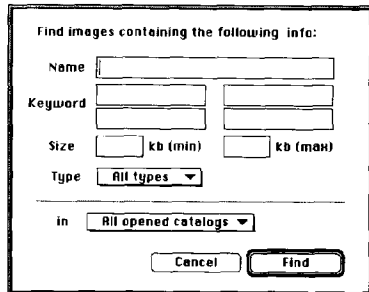 Find images containing the following info:
Name
Keyword
Size kb (min) kb (max)
Type All types
in All opened catalogs
Cancel Find